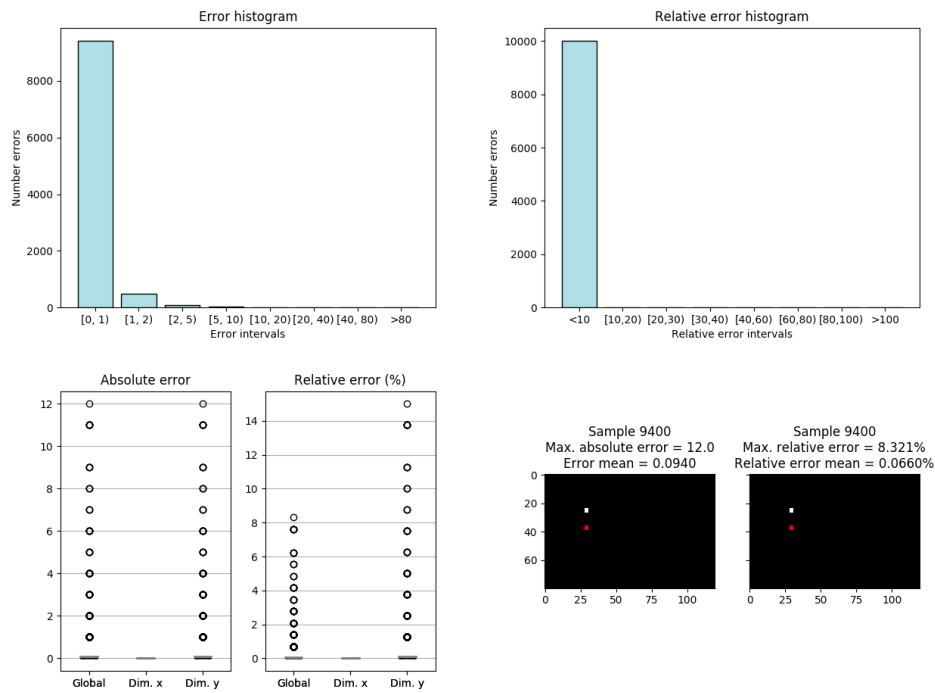 Error histogram
Number errors
8000
6000
4000
2000
0
[0, 1) [1, 2) [2, 5) [5, 10) [10, 20) [20, 40) [40, 80) >80
Error intervals
Relative error histogram
Number errors
10000
8000
6000
4000
2000
0
<10 [10,20) [20,30) [30,40) [40,60) [60,80) [80,100) >100
Relative error intervals
Absolute error
12
10
8
6
4
2
0
Global Dim. x Dim. y
Relative error (%)
14
12
10
8
6
4
2
0
Global Dim. x Dim. y
Sample 9400
Max. absolute error = 12.0
Error mean = 0.0940
0
20
40
60
0 25 50 75 100
Sample 9400
Max. relative error = 8.321%
Relative error mean = 0.0660%
0 25 50 75 100